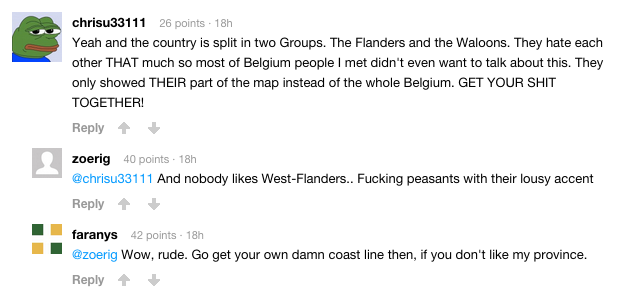 chrisu33111 26 points · 18h
Yeah and the country is split in two Groups. The Flanders and the Waloons. They hate each
other THAT much so most of Belgium people I met didn't even want to talk about this. They
only showed THEIR part of the map instead of the whole Belgium. GET YOUR SHIT
TOGETHER!
Reply
zoerig 40 points · 18h
@chrisu33111 And nobody likes West-Flanders.. Fucking peasants with their lousy accent
Reply
faranys 42 points · 18h
@zoerig Wow, rude. Go get your own damn coast line then, if you don't like my province.
Reply